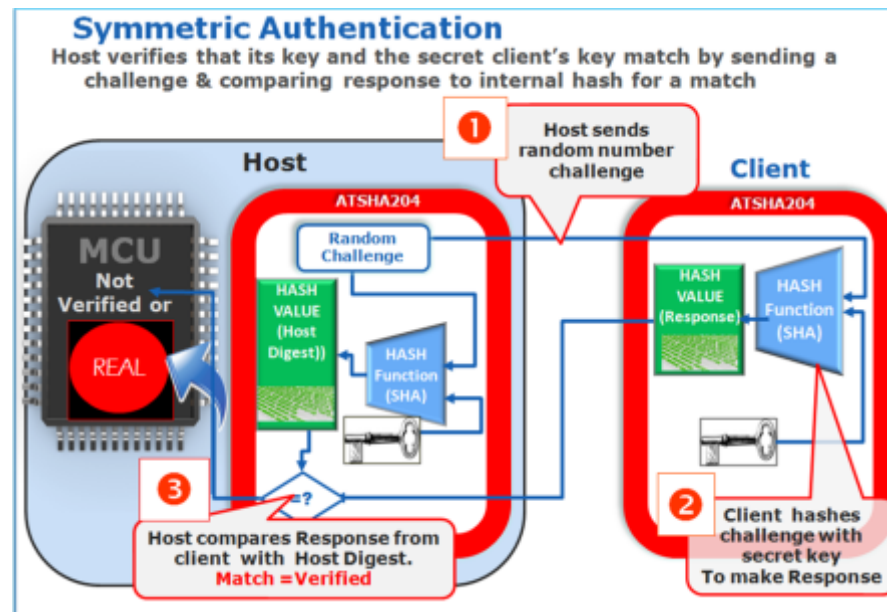 Symmetric Authentication
Host verifies that its key and the secret client's key match by sending a
challenge & comparing response to internal hash for a match
1
Host sends
random number
challenge
Host
Client
ATSHA204
ATSHA204
MCU
Not
Verified or
REAL
Random
Challenge
HASH
VALUE
(Host
Digest))
HASH
Function
(SHA)
HASH
VALUE
(Response)
HASH
Function
(SHA)
=?
3
Host compares Response from
client with Host Digest.
Match =Verified
2
Client hashes
challenge with
secret key
To make Response